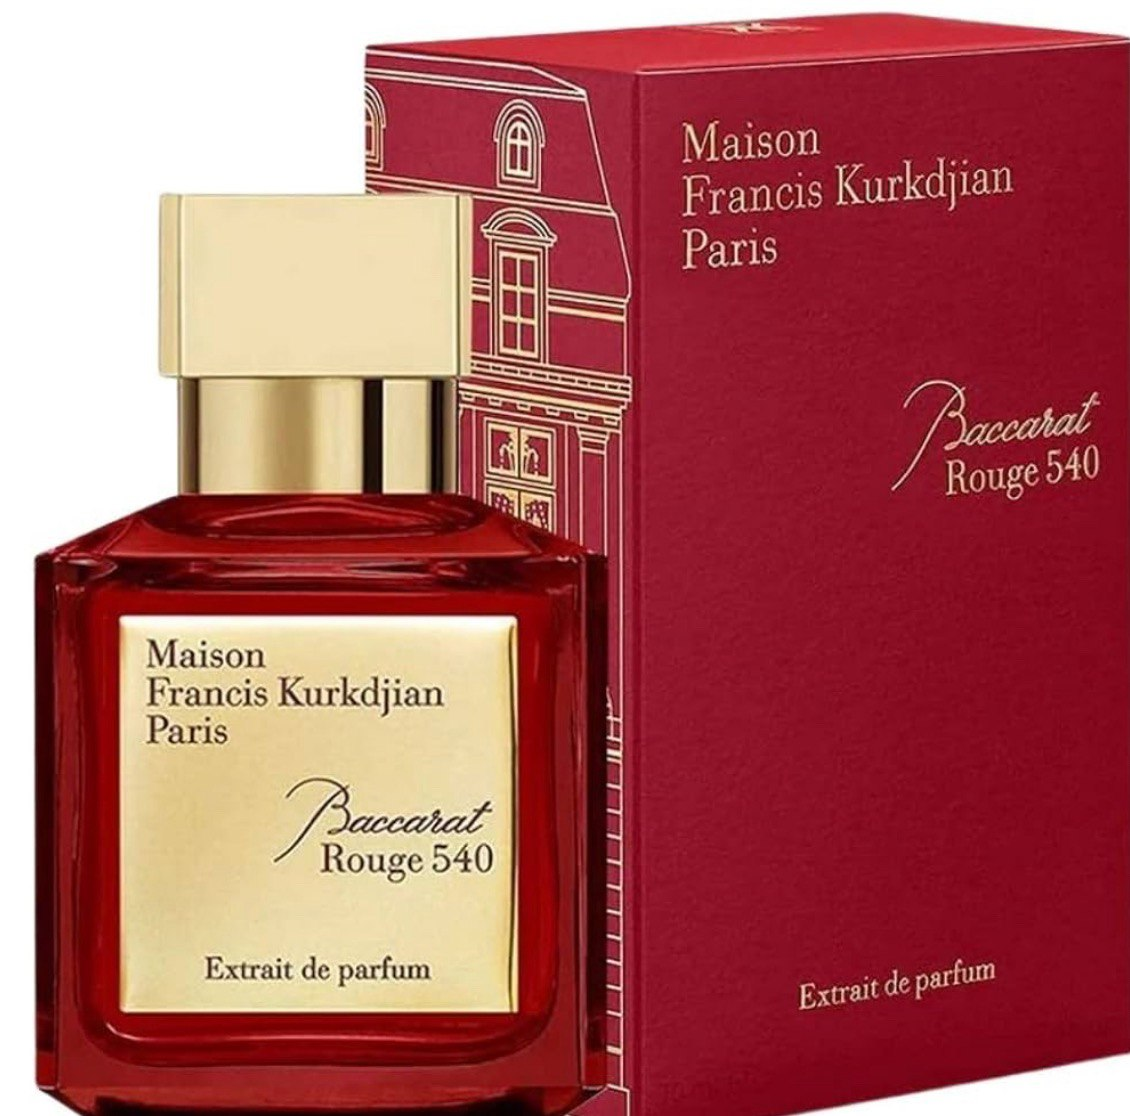 Maison
Francis Kurkdjian
Paris
Baccarat
Rouge 540
Extrait de parfum
Maison
Francis Kurkdjian
Paris
Baccarat
Rouge 540
Extrait de parfum